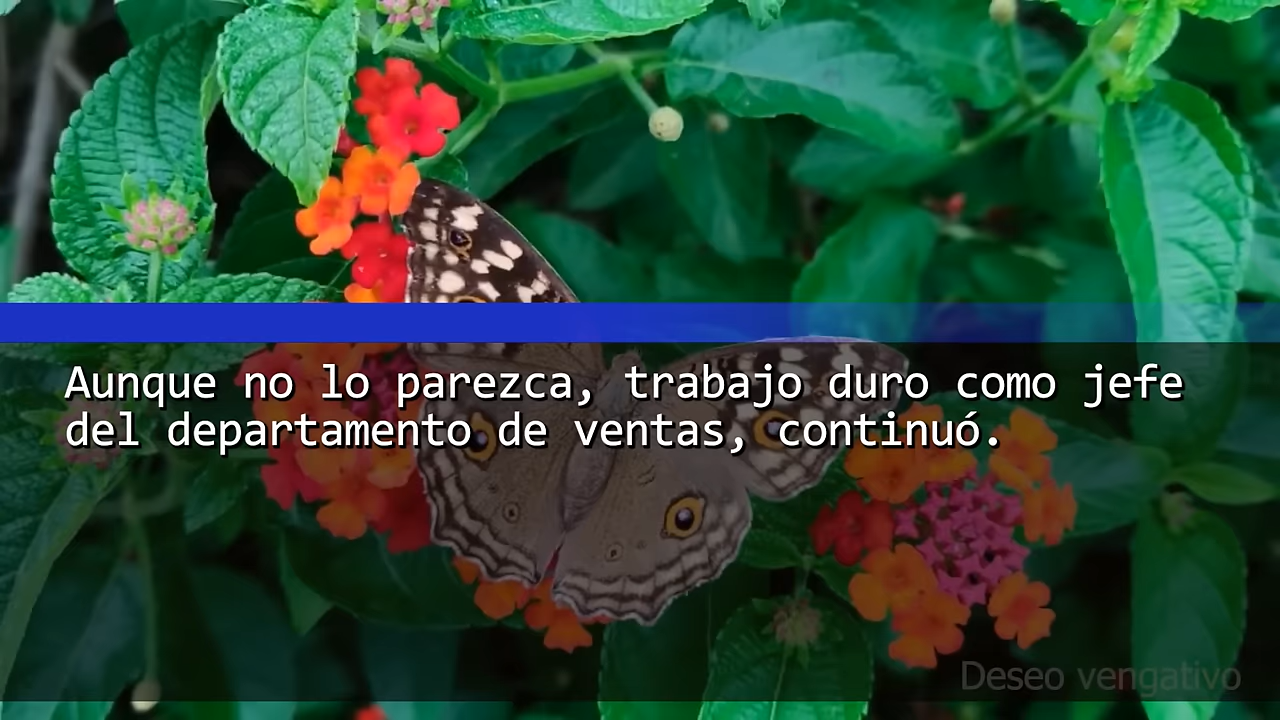 Aunque no lo parezca, trabajo duro como jefe
del departamento de ventas, continuó.
Deseo vengativo